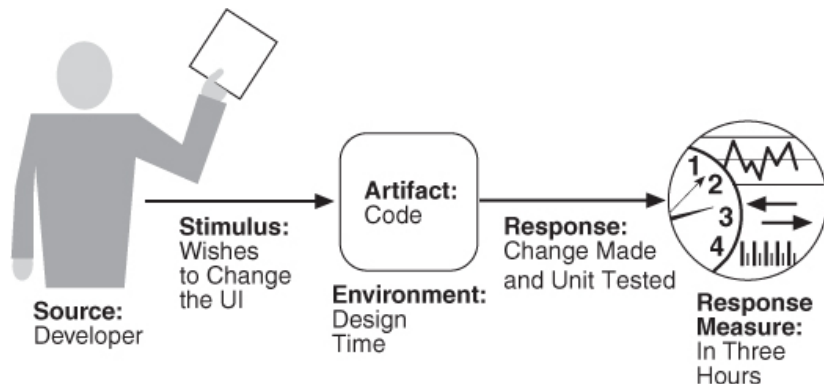 Source:
Developer
Stimulus:
Wishes
to Change
the UI
Artifact:
Code
Environment:
Design
Time
Response:
Change Made
and Unit Tested
1
2
3
4
Response
Measure:
In Three
Hours